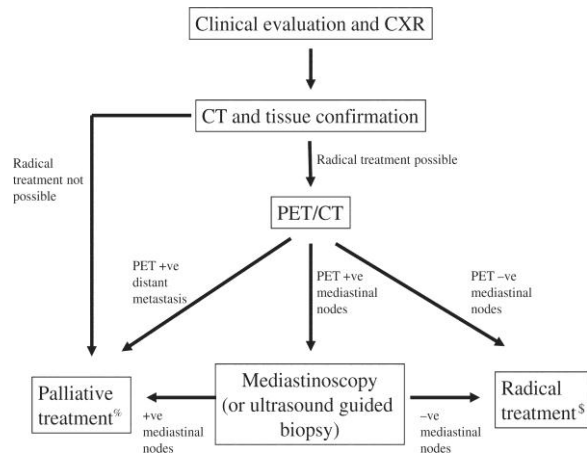 Clinical evaluation and CXR
CT and tissue confirmation
Radical
treatment not
possible
Radical treatment possible
PET/CT
PET +ve
distant
metastasis
PET +ve
mediastinal
nodes
PET –ve
mediastinal
nodes
Palliative
treatment%
+ve
mediastinal
nodes
Mediastinoscopy
(or ultrasound guided
biopsy)
–ve
mediastinal
nodes
Radical
treatment$